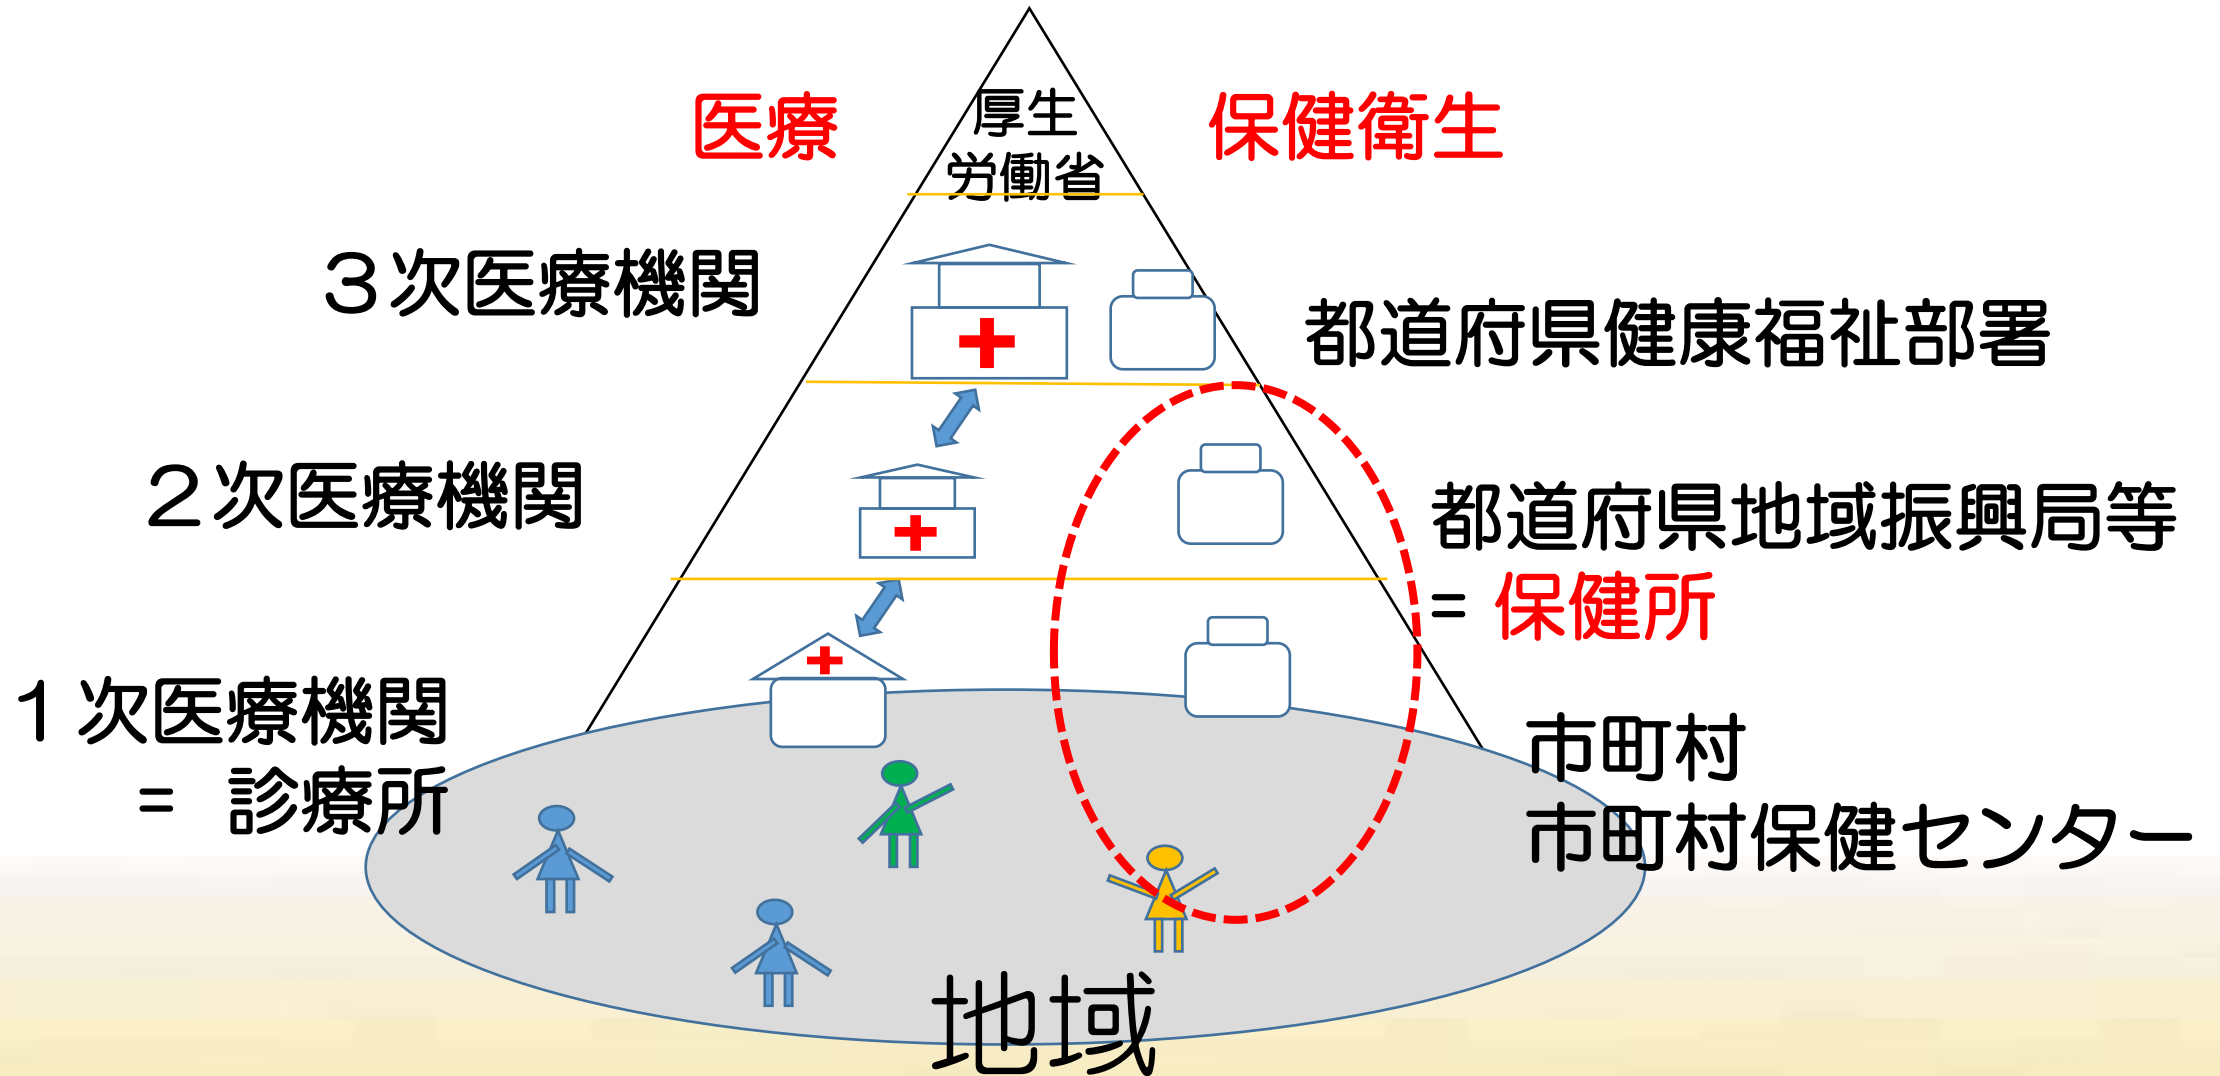 医療
厚生
労働省
保健衛生
３次医療機関
都道府県健康福祉部署
２次医療機関
都道府県地域振興局等
= 保健所
１次医療機関
= 診療所
市町村
市町村保健センター
地域